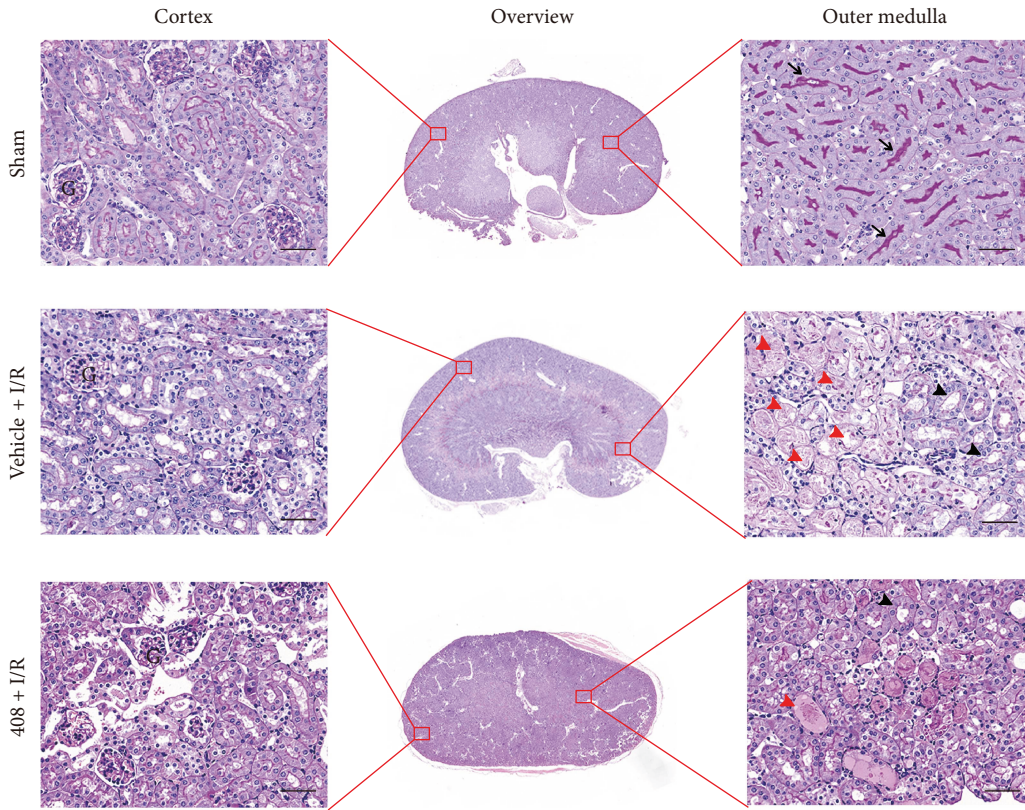 Cortex
Overview
Outer medulla
Sham
G
Vehicle + I/R
G
408 + I/R
G